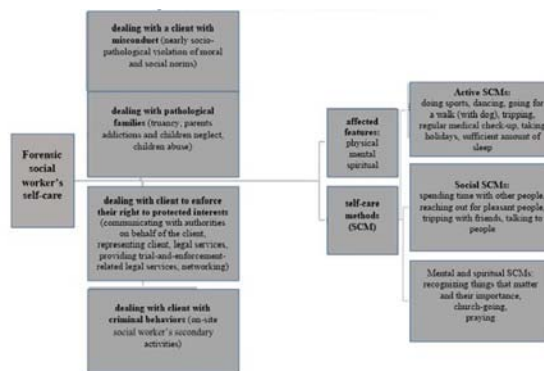 Forensic
social
worker's
self-care
dealing with a client with
misconduct (nearly socio-
pathological violation of moral
and social norms)
dealing with pathological
families (truancy, parents
addictions and children neglect,
children abuse)
dealing with client to enforce
their right to protected interests
(communicating with authorities
on behalf of the client,
representing client, legal services,
providing trial-and-enforcement-
related legal services, networking)
dealing with client with
criminal behaviors (on-site
social worker's secondary
activities)
affected
features:
physical
mental
spiritual
self-care
methods
(SCM)
Active SCMs:
doing sports, dancing, going for
a walk (with dog), tripping,
regular medical check-up, taking
holidays, sufficient amount of
sleep
Social SCMs:
spending time with other people,
reaching out for pleasant people,
tripping with friends, talking to
people
Mental and spiritual SCMs:
recognizing things that matter
and their importance,
church-going,
praying